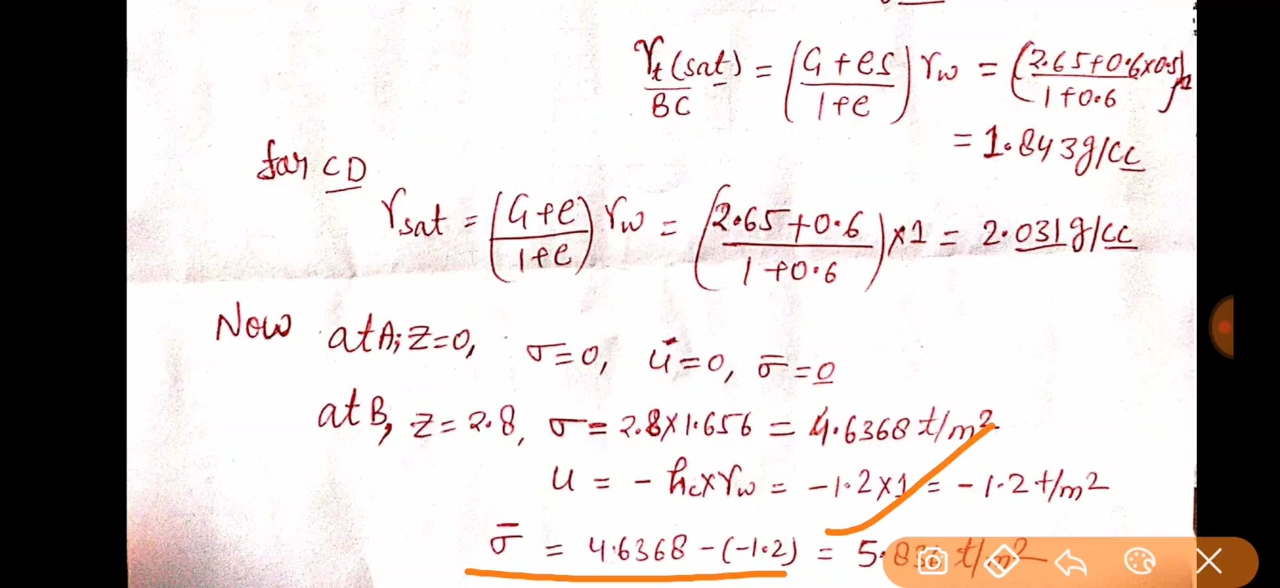 γt(sat) = (G+eS / 1+e) γw = (2.65+0.6×0.5 / 1+0.6)
BC
= 1.843g/cc
for CD
γsat = (G+e / 1+e) γw = (2.65+0.6 / 1+0.6) ×1 = 2.031g/cc
Now at A; Z=0, σ=0, u=0, σ̄=0
at B, Z=2.8, σ= 2.8×1.656 = 4.6368 t/m²
u = - hc×γw = -1.2×1 = -1.2 t/m²
σ̄ = 4.6368 -(-1.2) = t/m²